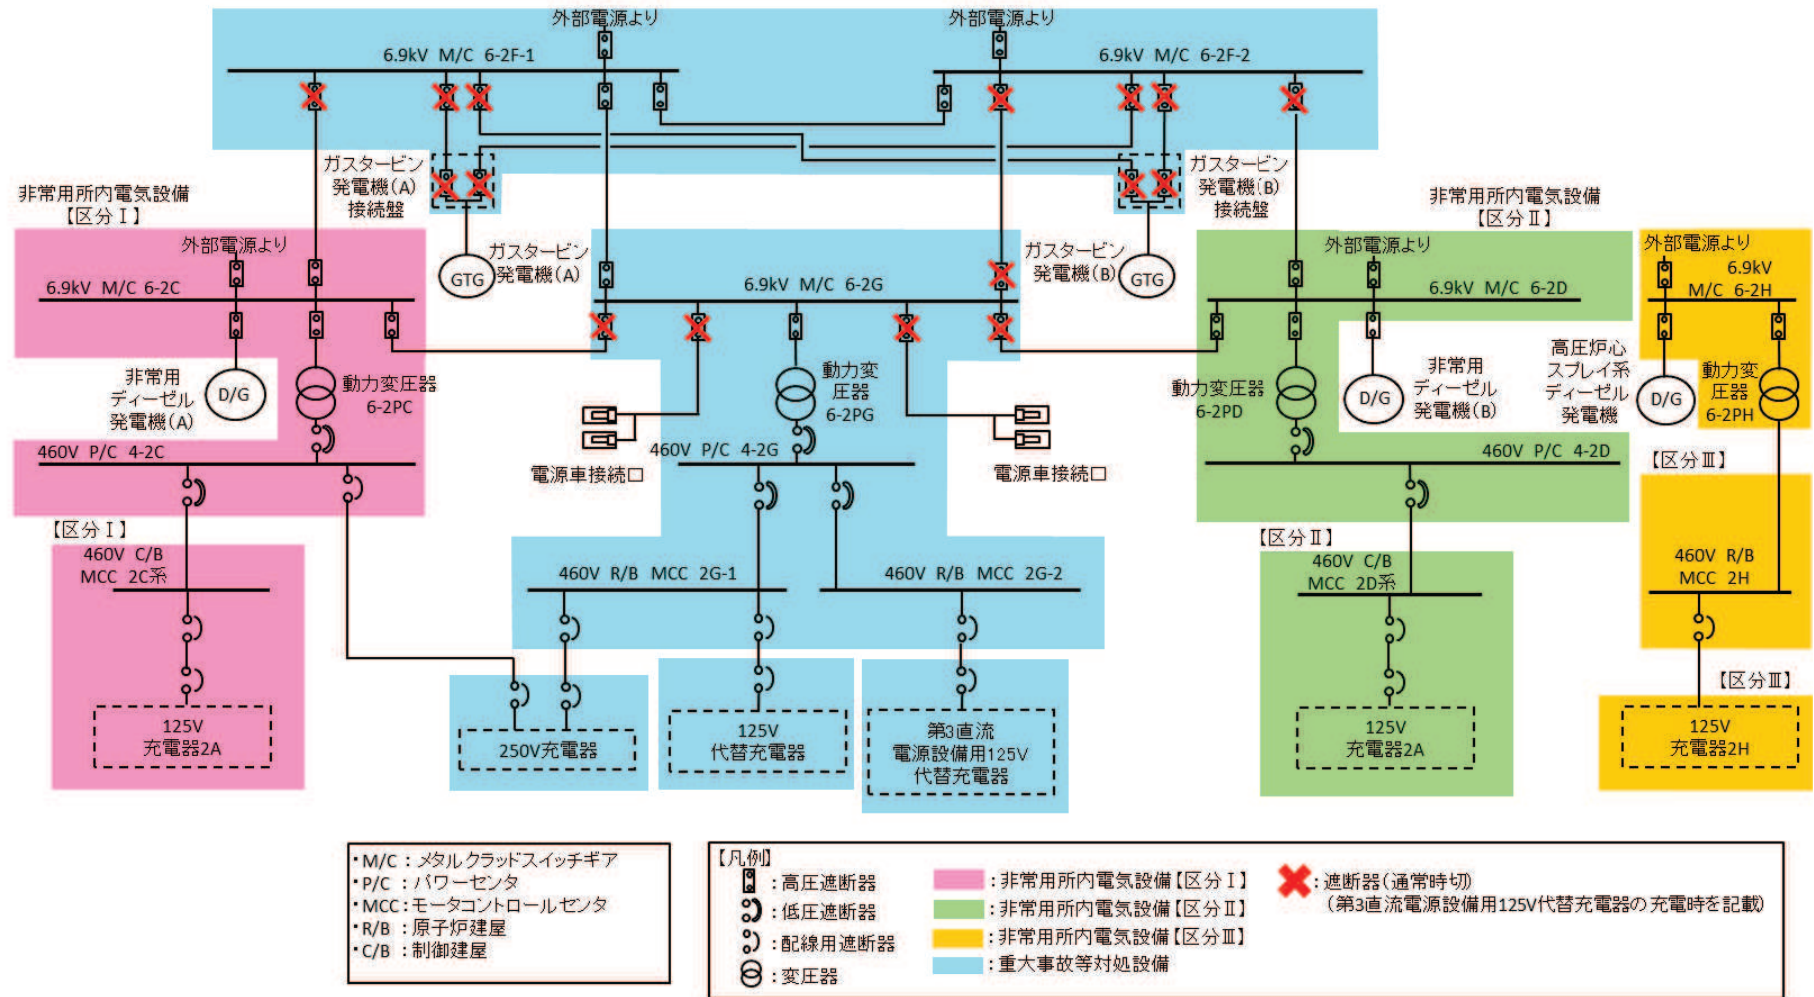 外部電源より
外部電源より
6.9kV M/C 6-2F-1
6.9kV M/C 6-2F-2
ガスタービン
発電機(A)
接続盤
ガスタービン
発電機(B)
接続盤
非常用所内電気設備
【区分Ⅰ】
非常用所内電気設備
【区分Ⅱ】
外部電源より
ガスタービン
発電機(A)
GTG
ガスタービン
発電機(B)
GTG
外部電源より
外部電源より
6.9kV M/C 6-2C
6.9kV M/C 6-2G
6.9kV M/C 6-2D
6.9kV
M/C 6-2H
非常用
ディーゼル
発電機(A)
D/G
動力変圧器
6-2PC
動力変
圧器
6-2PG
動力変圧器
6-2PD
D/G
非常用
ディーゼル
発電機(B)
高圧炉心
スプレイ系
ディーゼル
発電機
D/G
動力変
圧器
6-2PH
460V P/C 4-2C
電源車接続口
460V P/C 4-2G
電源車接続口
460V P/C 4-2D
【区分Ⅲ】
【区分Ⅰ】
460V C/B
MCC 2C系
460V R/B MCC 2G-1
460V R/B MCC 2G-2
【区分Ⅱ】
460V C/B
MCC 2D系
460V R/B
MCC 2H
【区分Ⅲ】
125V
充電器2A
250V充電器
125V
代替充電器
第3直流
電源設備用125V
代替充電器
125V
充電器2A
125V
充電器2H
・M/C：メタルクラッドスイッチギア
・P/C：パワーセンタ
・MCC：モータコントロールセンタ
・R/B：原子炉建屋
・C/B：制御建屋
【凡例】
：高圧遮断器
：低圧遮断器
：配線用遮断器
：変圧器
：非常用所内電気設備【区分Ⅰ】
：非常用所内電気設備【区分Ⅱ】
：非常用所内電気設備【区分Ⅲ】
：重大事故等対処設備
：遮断器(通常時切)
(第3直流電源設備用125V代替充電器の充電時を記載)